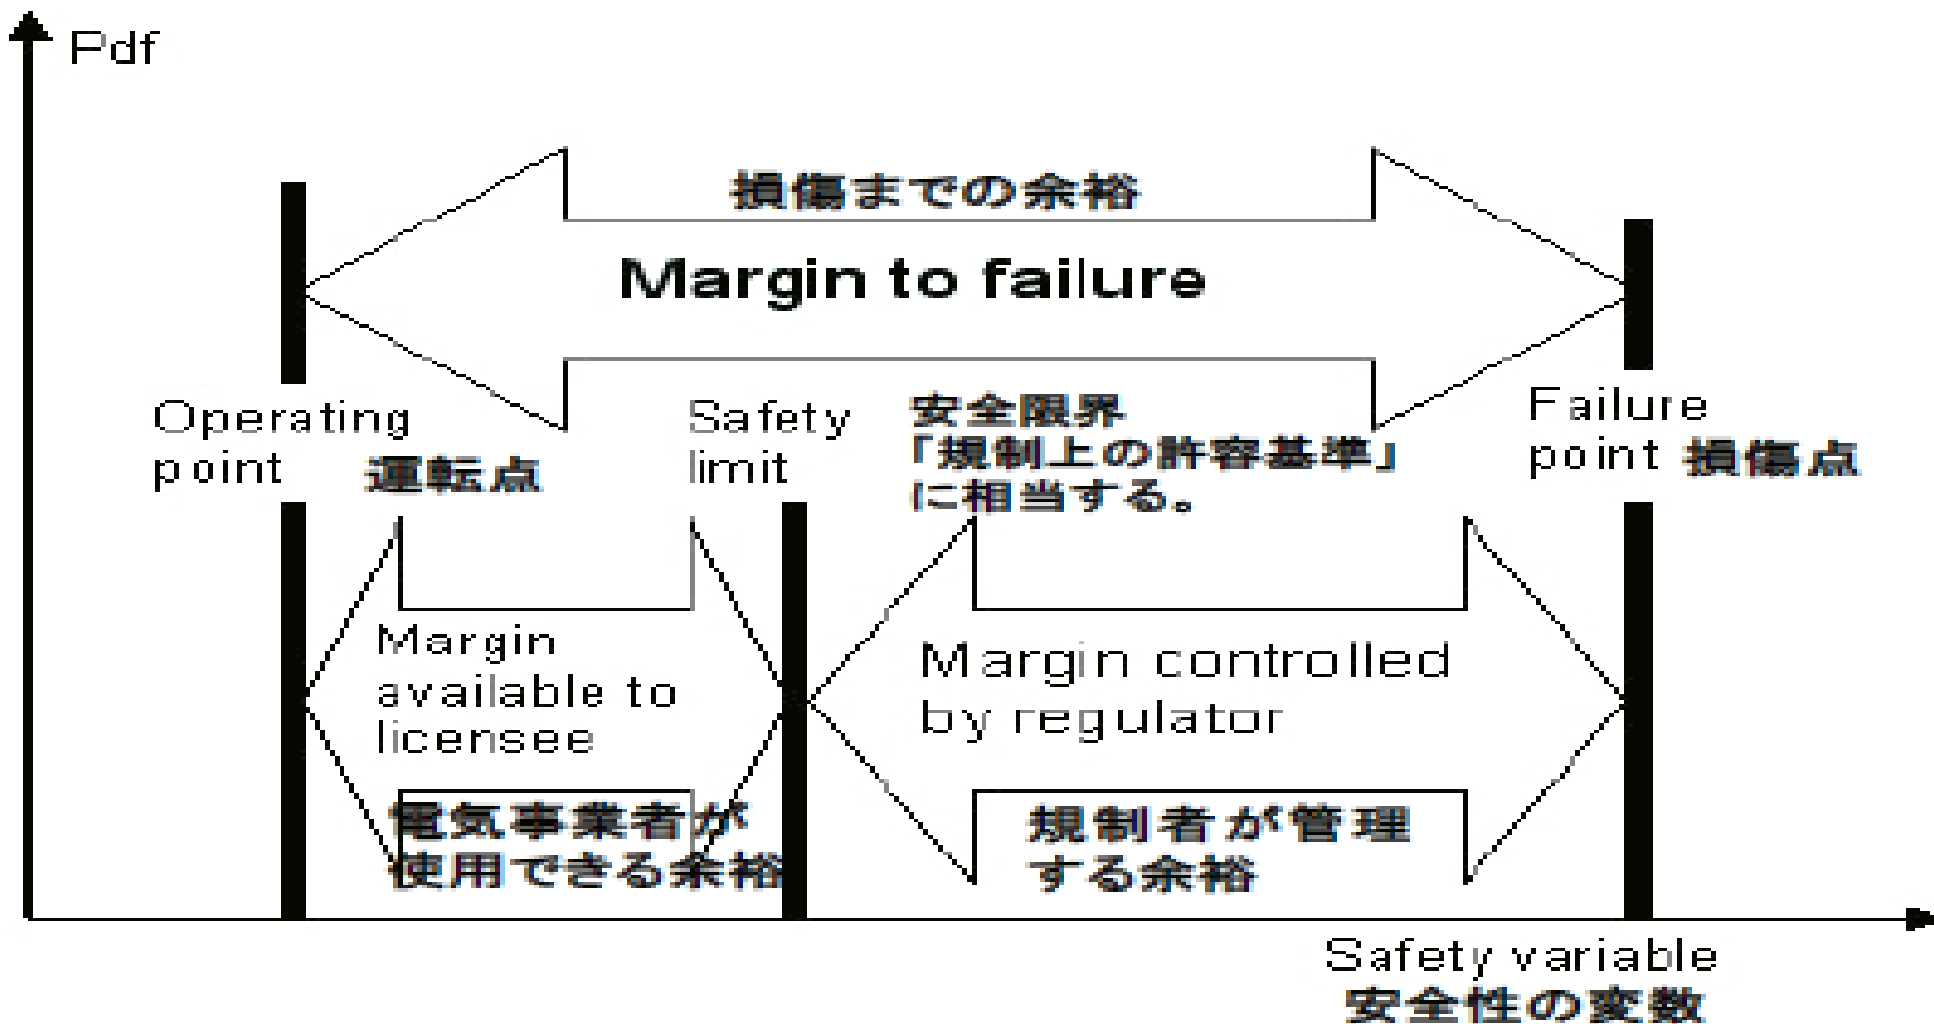 Pdf
損傷までの余裕
Margin to failure
Operating
point
運転点
Safety
limit
安全限界
「規制上の許容基準」
に相当する。
Failure
point 損傷点
Margin
available to
licensee
電気事業者が
使用できる余裕
Margin controlled
by regulator
規制者が管理
する余裕
Safety variable
安全性の変数